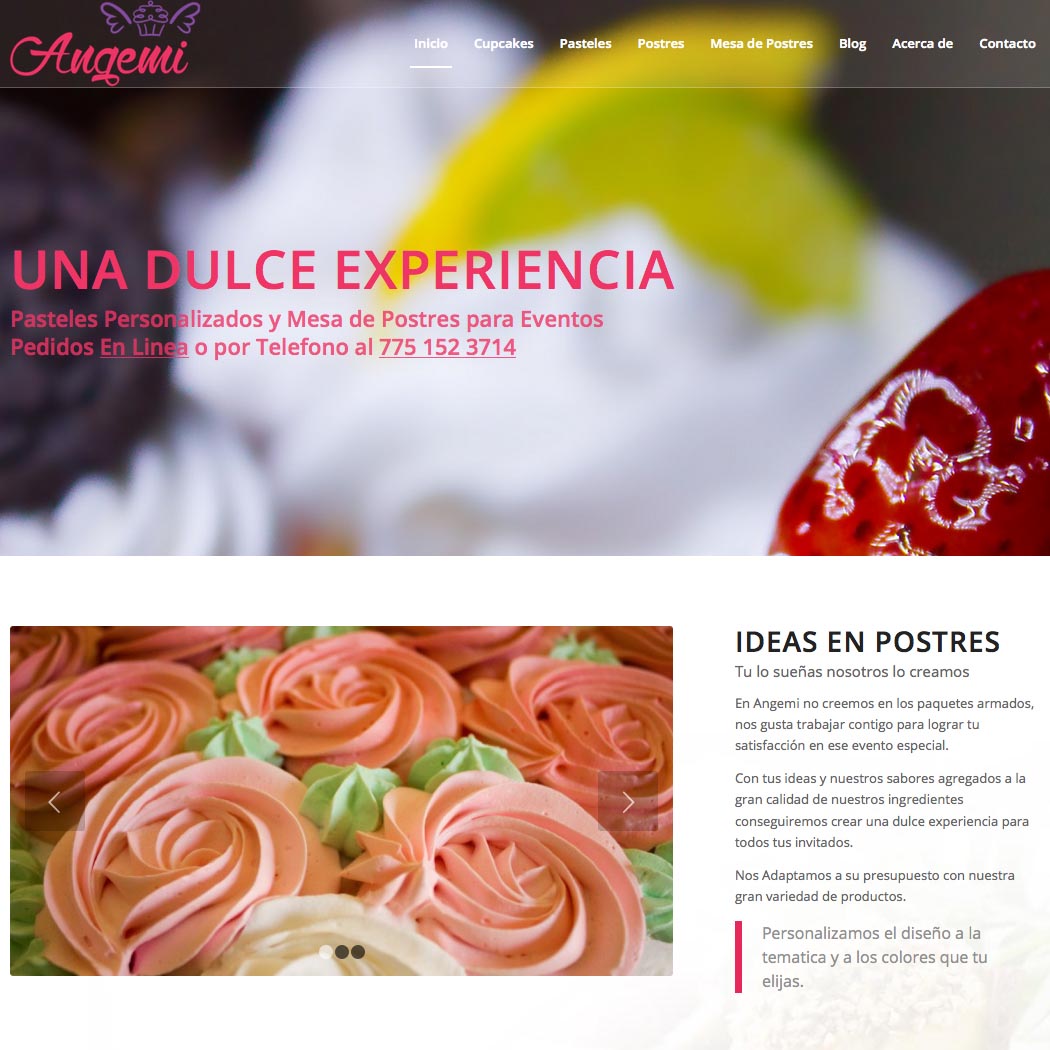 Angemi
Inicio Cupcakes Pasteles Postres Mesa de Postres Blog Acerca de Contacto
UNA DULCE EXPERIENCIA
Pasteles Personalizados y Mesa de Postres para Eventos
Pedidos En Linea o por Telefono al 775 152 3714
IDEAS EN POSTRES
Tu lo sueñas nosotros lo creamos
En Angemi no creemos en los paquetes armados,
nos gusta trabajar contigo para lograr tu
satisfacción en ese evento especial.
Con tus ideas y nuestros sabores agregados a la
gran calidad de nuestros ingredientes
conseguiremos crear una dulce experiencia para
todos tus invitados.
Nos Adaptamos a su presupuesto con nuestra
gran variedad de productos.
Personalizamos el diseño a la
tematica y a los colores que tu
elijas.